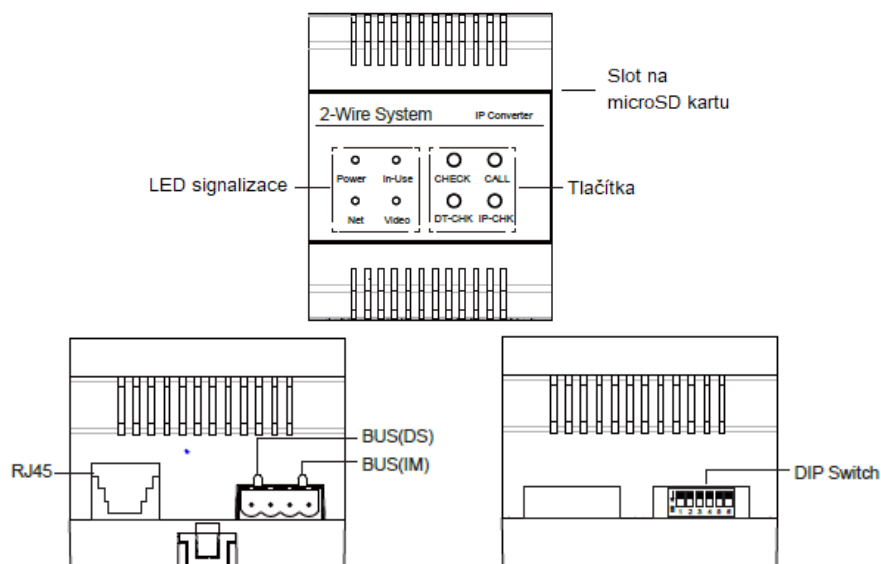 Slot na
microSD kartu
2-Wire System IP Converter
LED signalizace
Power In-Use CHECK CALL
Tlačítka
Net Video DT-CHK IP-CHK
BUS(DS)
BUS(IM)
RJ45
DIP Switch
1 2 3 4 5 6